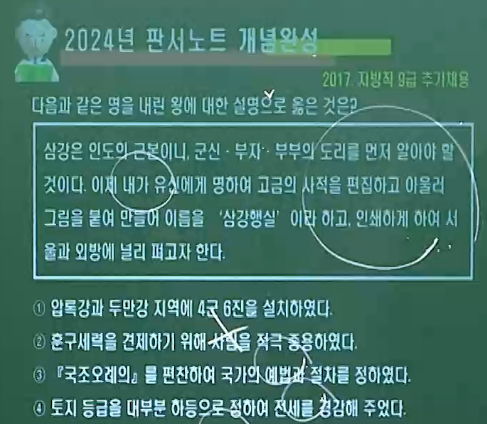 2024년 판서노트 개념완성
2017. 지방직 9급 추가채용
다음과 같은 명을 내린 왕에 대한 설명으로 옳은 것은?
삼강은 인도의 근본이니, 군신·부자·부부의 도리를 먼저 알아야 할
것이다. 이제 내가 유신에게 명하여 고금의 사적을 편집하고 아울러
그림을 붙여 만들어 이름을 '삼강행실' 이라 하고, 인쇄하게 하여 서
울과 외방에 널리 펴고자 한다.
① 압록강과 두만강 지역에 4군 6진을 설치하였다.
② 훈구세력을 견제하기 위해 사림을 적극 중용하였다.
③ 『국조오례의』를 편찬하여 국가의 예법과 절차를 정하였다.
④ 토지 등급을 대부분 하등으로 정하여 전세를 경감해 주었다.